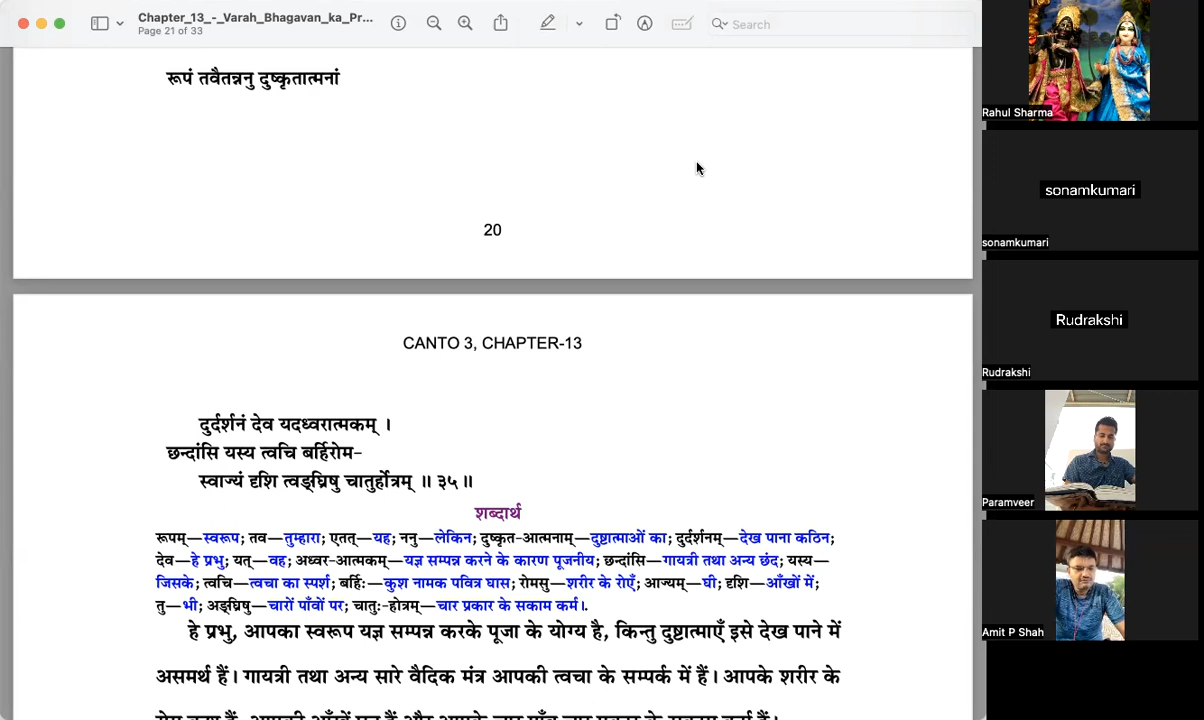 Chapter_13_-_Varah_Bhagavan_ka_Pr...
Page 21 of 33
Search
रूपं तवैतन्ननु दुष्कृतात्मनां
20
CANTO 3, CHAPTER-13
दुर्दर्शनं देव यदध्वरात्मकम् ।
छन्दांसि यस्य त्वचि बर्हिरोम-
स्वाज्यं दृशि त्वङ्घ्रिषु चातुर्होत्रम् ॥ ३५॥
शब्दार्थ
रूपम्—स्वरूप; तव—तुम्हारा; एतत्—यह; ननु—लेकिन; दुष्कृत-आत्मनाम्—दुष्टात्माओं का; दुर्दर्शनम्—देख पाना कठिन;
देव—हे प्रभु; यत्—वह; अध्वर-आत्मकम्—यज्ञ सम्पन्न करने के कारण पूजनीय; छन्दांसि—गायत्री तथा अन्य छंद; यस्य—
जिसके; त्वचि—त्वचा का स्पर्श; बर्हिः—कुश नामक पवित्र घास; रोमसु—शरीर के रोएँ; आज्यम्—घी; दृशि—आँखों में;
तु—भी; अङ्घ्रिषु—चारों पाँवों पर; चातुः-होत्रम्—चार प्रकार के सकाम कर्म।.
हे प्रभु, आपका स्वरूप यज्ञ सम्पन्न करके पूजा के योग्य है, किन्तु दुष्टात्माएँ इसे देख पाने में
असमर्थ हैं। गायत्री तथा अन्य सारे वैदिक मंत्र आपकी त्वचा के सम्पर्क में हैं। आपके शरीर के
Rahul Sharma
sonamkumari
sonamkumari
Rudrakshi
Rudrakshi
Paramveer
Amit P Shah